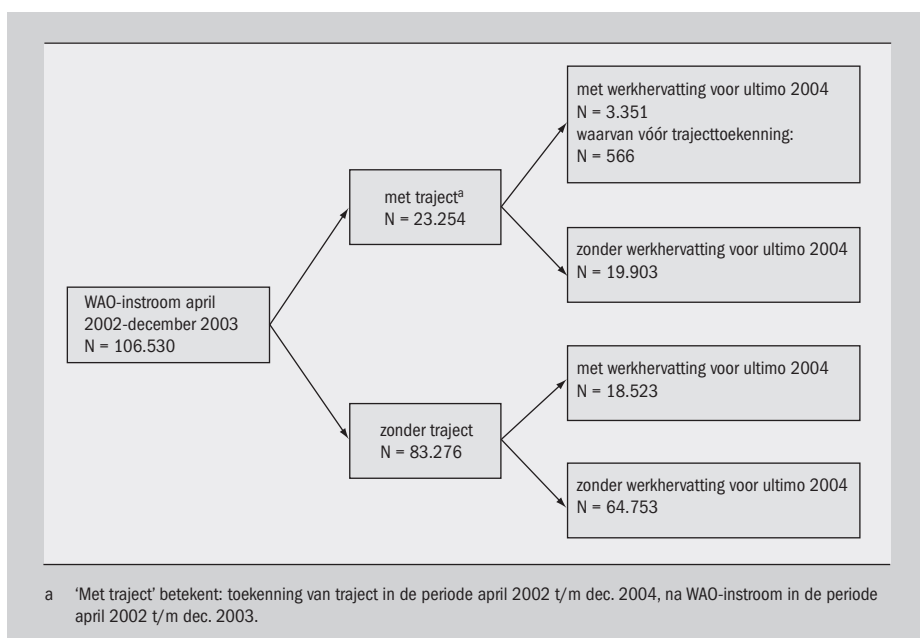 WAO-instroom april
2002-december 2003
N = 106.530
met trajectᵃ
N = 23.254
zonder traject
N = 83.276
met werkhervatting voor ultimo 2004
N = 3.351
waarvan vóór trajecttoekenning:
N = 566
zonder werkhervatting voor ultimo 2004
N = 19.903
met werkhervatting voor ultimo 2004
N = 18.523
zonder werkhervatting voor ultimo 2004
N = 64.753
a ‘Met traject’ betekent: toekenning van traject in de periode april 2002 t/m dec. 2004, na WAO-instroom in de periode
april 2002 t/m dec. 2003.